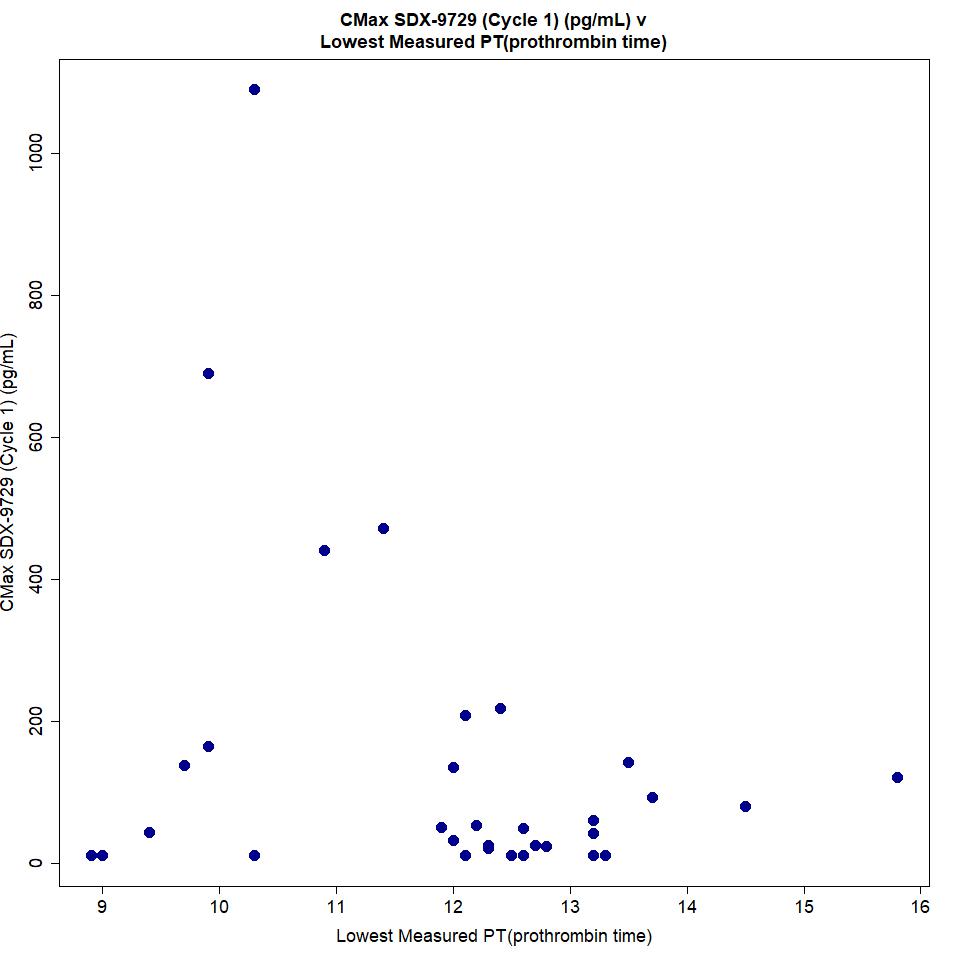 CMax SDX-9729 (Cycle 1) (pg/mL) v
Lowest Measured PT(prothrombin time)
CMax SDX-9729 (Cycle 1) (pg/mL)
1000
800
600
400
200
0
9 10 11 12 13 14 15 16
Lowest Measured PT(prothrombin time)